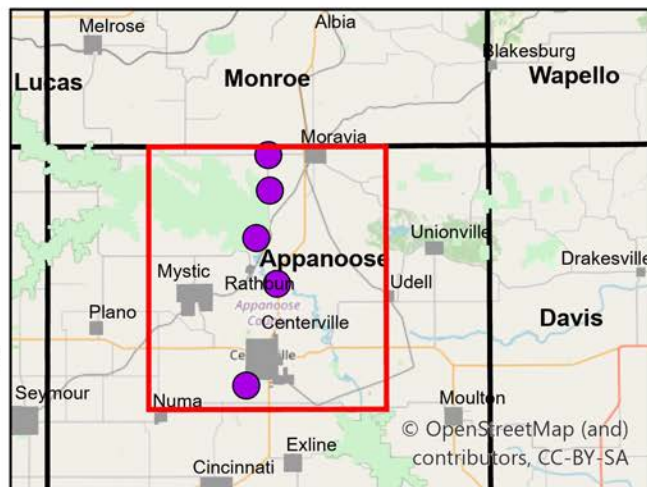 Melrose
Albia
Blakesburg
Lucas
Monroe
Wapello
Moravia
Unionville
Appanoose
Drakesville
Mystic
Rathbun
Udell
Appanoose
Plano
Centerville
Davis
Seymour
Numa
Moulton
© OpenStreetMap (and)
contributors, CC-BY-SA
Exline
Cincinnati